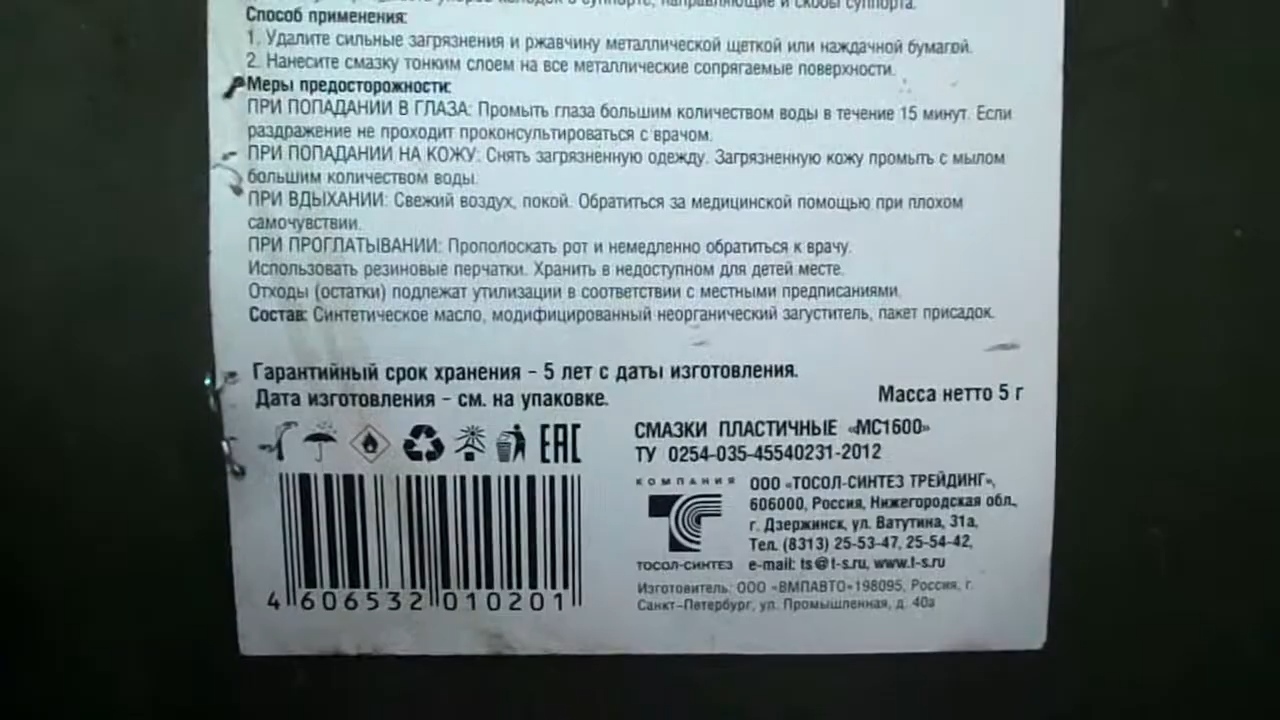 колодок в суппорте, направляющие и скобы суппорта.
Способ применения:
1. Удалите сильные загрязнения и ржавчину металлической щеткой или наждачной бумагой.
2. Нанесите смазку тонким слоем на все металлические сопрягаемые поверхности.
Меры предосторожности:
ПРИ ПОПАДАНИИ В ГЛАЗА: Промыть глаза большим количеством воды в течение 15 минут. Если
раздражение не проходит проконсультироваться с врачом.
ПРИ ПОПАДАНИИ НА КОЖУ: Снять загрязненную одежду. Загрязненную кожу промыть с мылом
большим количеством воды.
ПРИ ВДЫХАНИИ: Свежий воздух, покой. Обратиться за медицинской помощью при плохом
самочувствии.
ПРИ ПРОГЛАТЫВАНИИ: Прополоскать рот и немедленно обратиться к врачу.
Использовать резиновые перчатки. Хранить в недоступном для детей месте.
Отходы (остатки) подлежат утилизации в соответствии с местными предписаниями.
Состав: Синтетическое масло, модифицированный неорганический загуститель, пакет присадок.
Гарантийный срок хранения – 5 лет с даты изготовления.
Дата изготовления – см. на упаковке.
Масса нетто 5 г
EAC
4 606532 010201
СМАЗКИ ПЛАСТИЧНЫЕ «МС1600»
ТУ 0254-035-45540231-2012
КОМПАНИЯ
ТОСОЛ-СИНТЕЗ
ООО «ТОСОЛ-СИНТЕЗ ТРЕЙДИНГ»,
606000, Россия, Нижегородская обл.,
г. Дзержинск, ул. Ватутина, 31а,
Тел. (8313) 25-53-47, 25-54-42,
e-mail: ts@t-s.ru, www.t-s.ru
Изготовитель: ООО «ВМПАВТО»198095, Россия, г.
Санкт-Петербург, ул. Промышленная, д. 40а